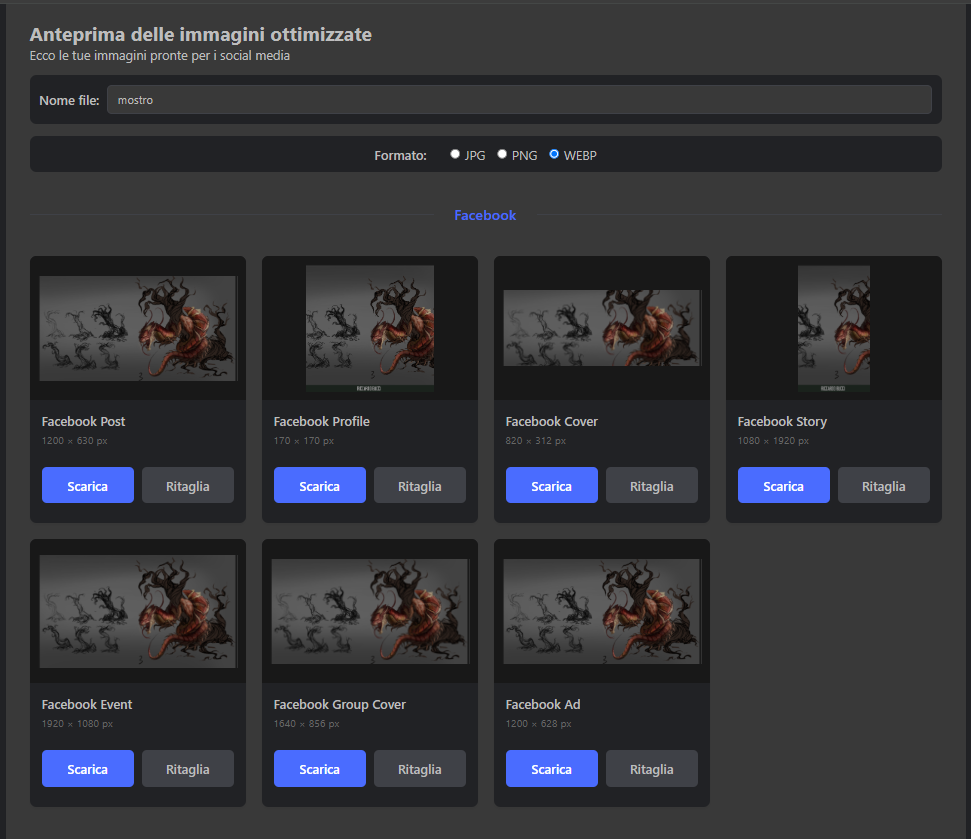 Anteprima delle immagini ottimizzate
Ecco le tue immagini pronte per i social media
Nome file: mostro
Formato: JPG PNG WEBP
Facebook
Facebook Post
1200 × 630 px
Scarica Ritaglia
Facebook Profile
170 × 170 px
Scarica Ritaglia
Facebook Cover
820 × 312 px
Scarica Ritaglia
Facebook Story
1080 × 1920 px
Scarica Ritaglia
Facebook Event
1920 × 1080 px
Scarica Ritaglia
Facebook Group Cover
1640 × 856 px
Scarica Ritaglia
Facebook Ad
1200 × 628 px
Scarica Ritaglia